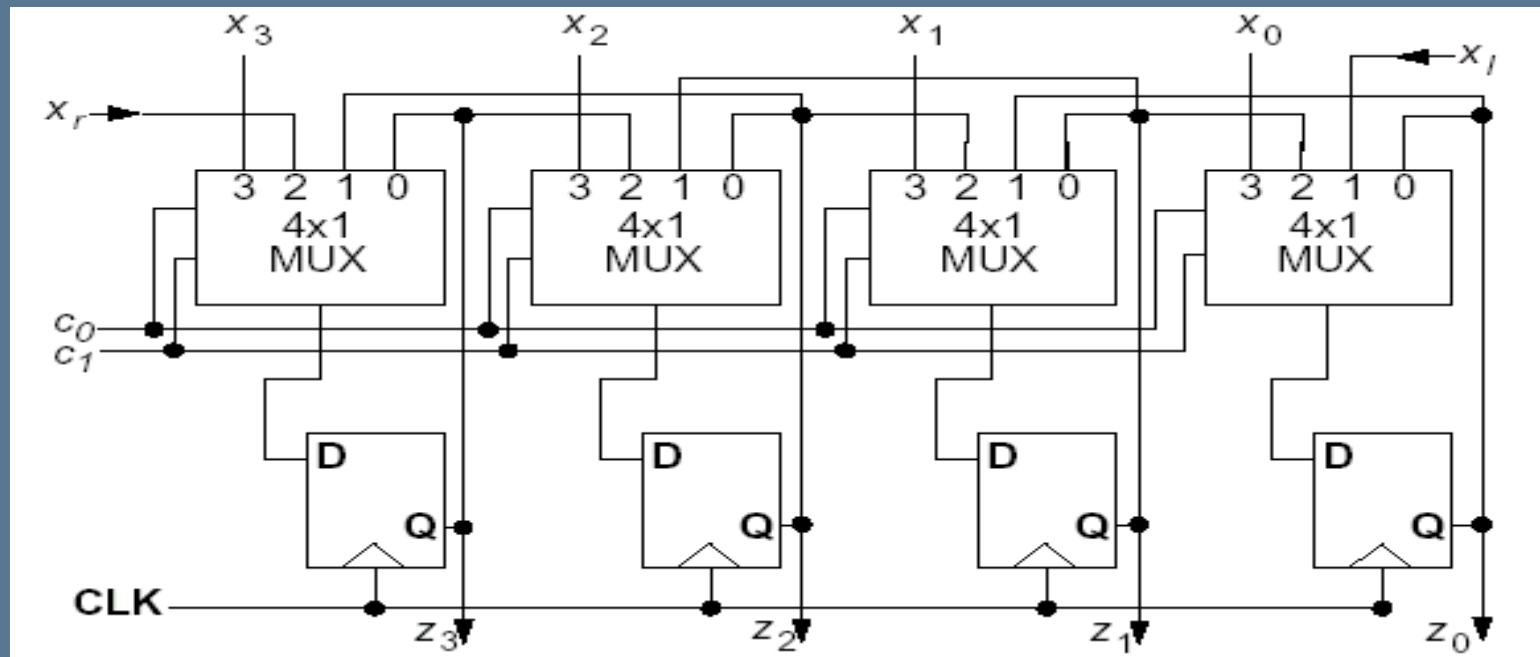 x3 x2 x1 x0
xl
xr
3 2 1 0 3 2 1 0 3 2 1 0 3 2 1 0
4x1 4x1 4x1 4x1
MUX MUX MUX MUX
c0
c1
D D D D
Q Q Q Q
CLK
z3 z2 z1 z0